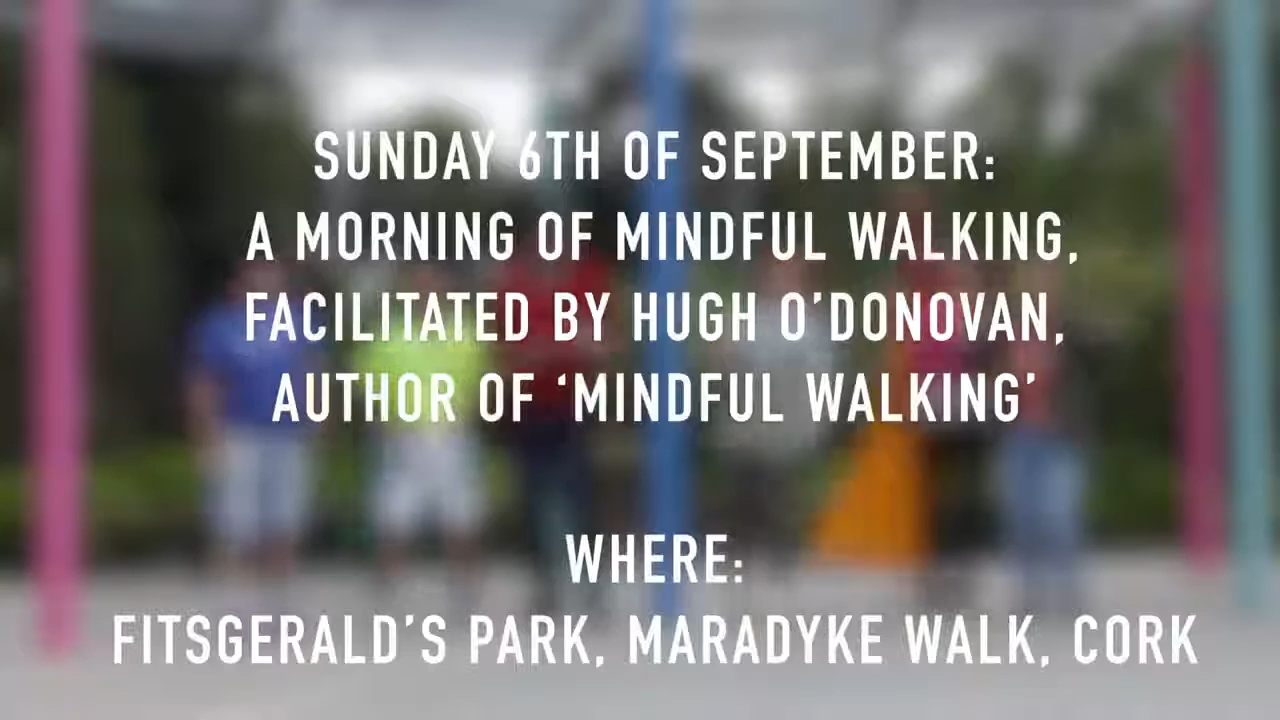 SUNDAY 6TH OF SEPTEMBER:
A MORNING OF MINDFUL WALKING,
FACILITATED BY HUGH O'DONOVAN,
AUTHOR OF ‘MINDFUL WALKING’
WHERE:
FITSGERALD’S PARK, MARADYKE WALK, CORK